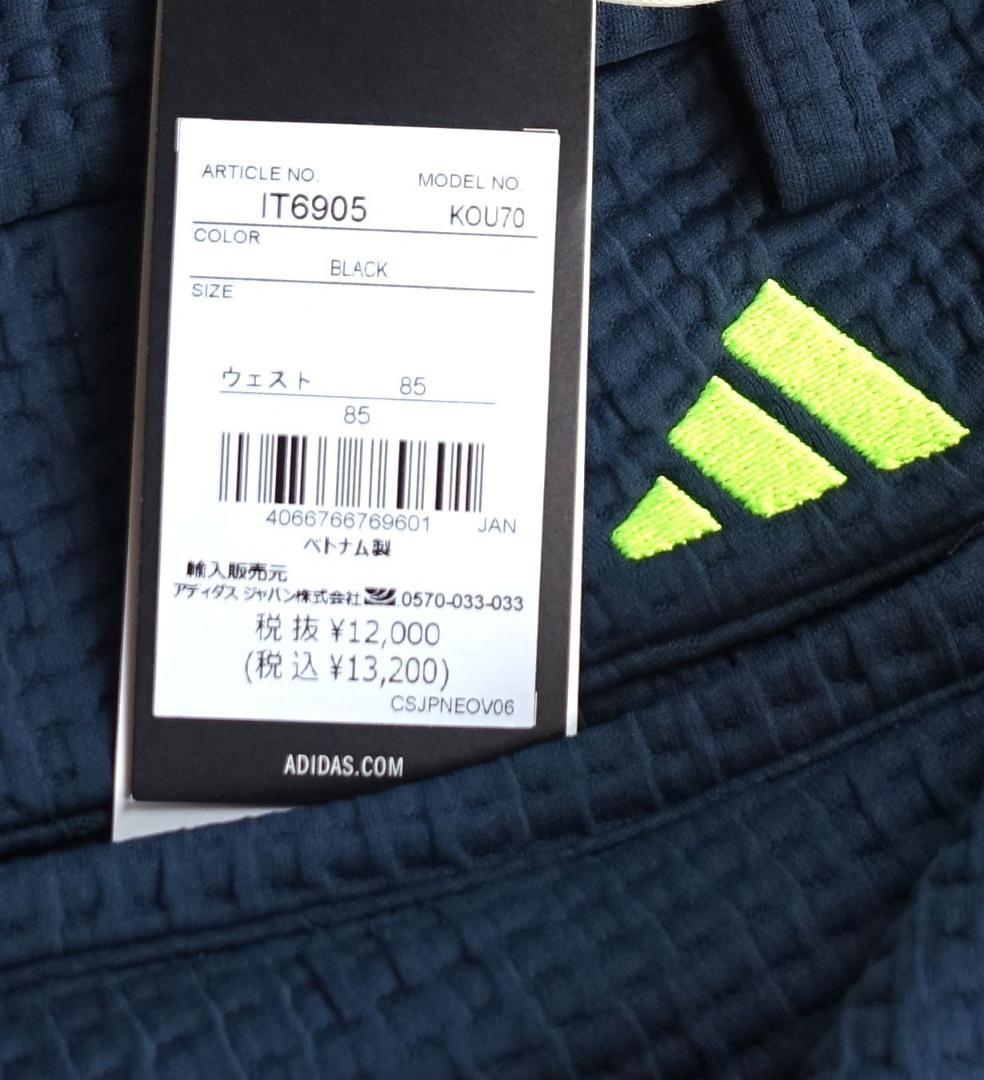 ARTICLE NO.
MODEL NO.
IT6905
KOU70
COLOR
BLACK
SIZE
ウェスト 85
85
4066766769601 JAN
ベトナム製
輸入販売元
アディダス ジャパン株式会社 0570-033-033
税 抜 ¥12,000
(税 込 ¥13,200)
CSJPNEOV06
ADIDAS.COM